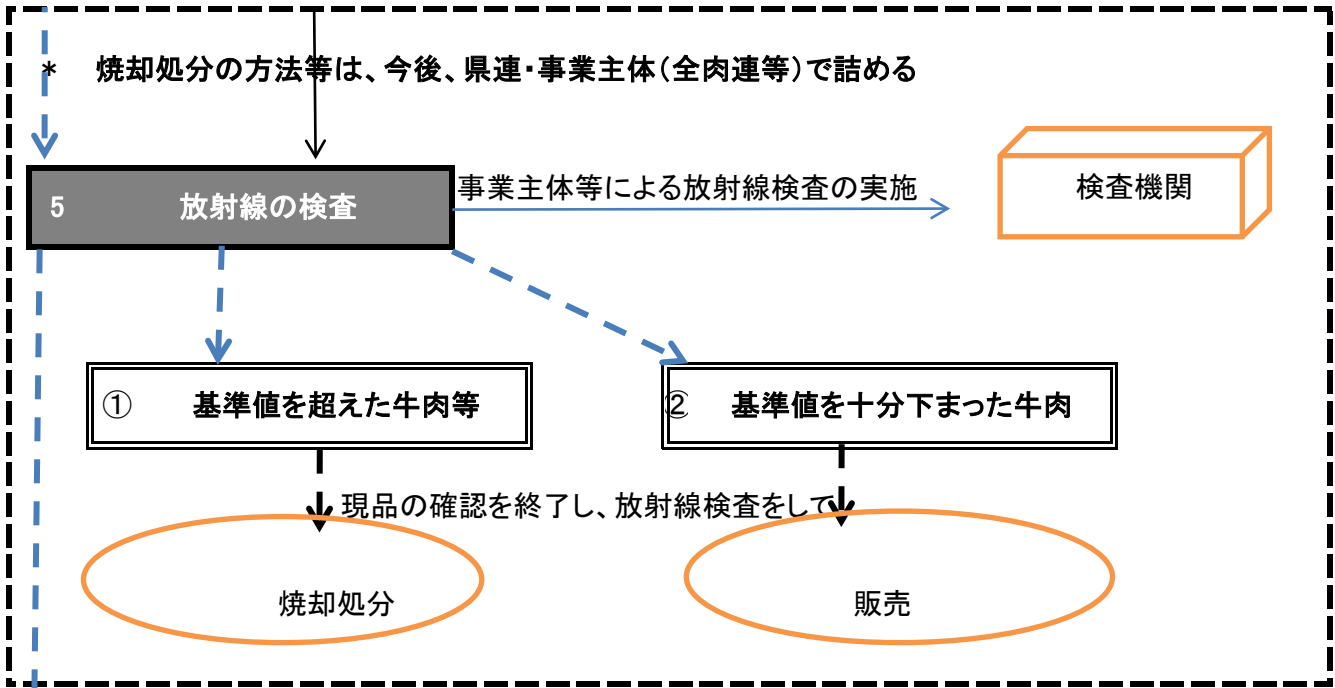 * 焼却処分の方法等は、今後、県連・事業主体(全肉連等)で詰める
5 放射線の検査
事業主体等による放射線検査の実施
検査機関
① 基準値を超えた牛肉等
② 基準値を十分下まった牛肉
現品の確認を終了し、放射線検査をして
焼却処分
販売